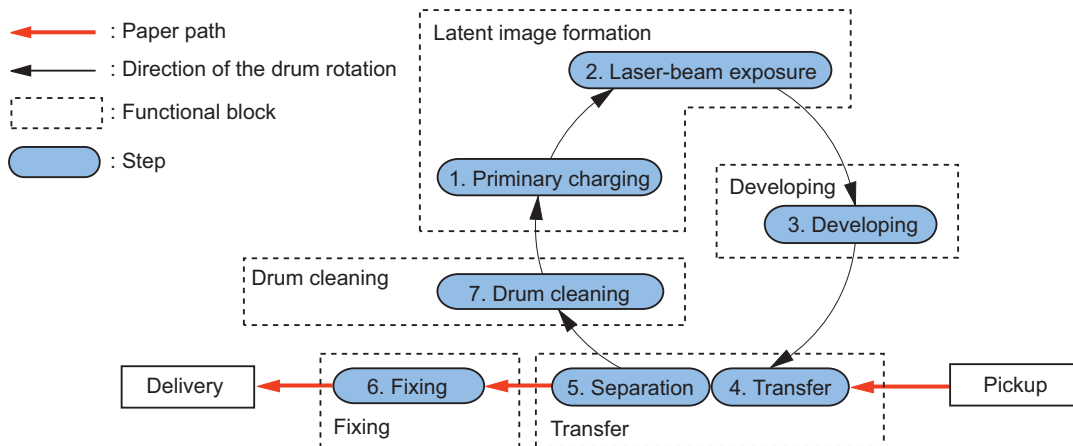 : Paper path
: Direction of the drum rotation
: Functional block
: Step
Latent image formation
2. Laser-beam exposure
1. Priminary charging
Developing
3. Developing
Drum cleaning
7. Drum cleaning
Delivery
6. Fixing
5. Separation
4. Transfer
Pickup
Fixing
Transfer